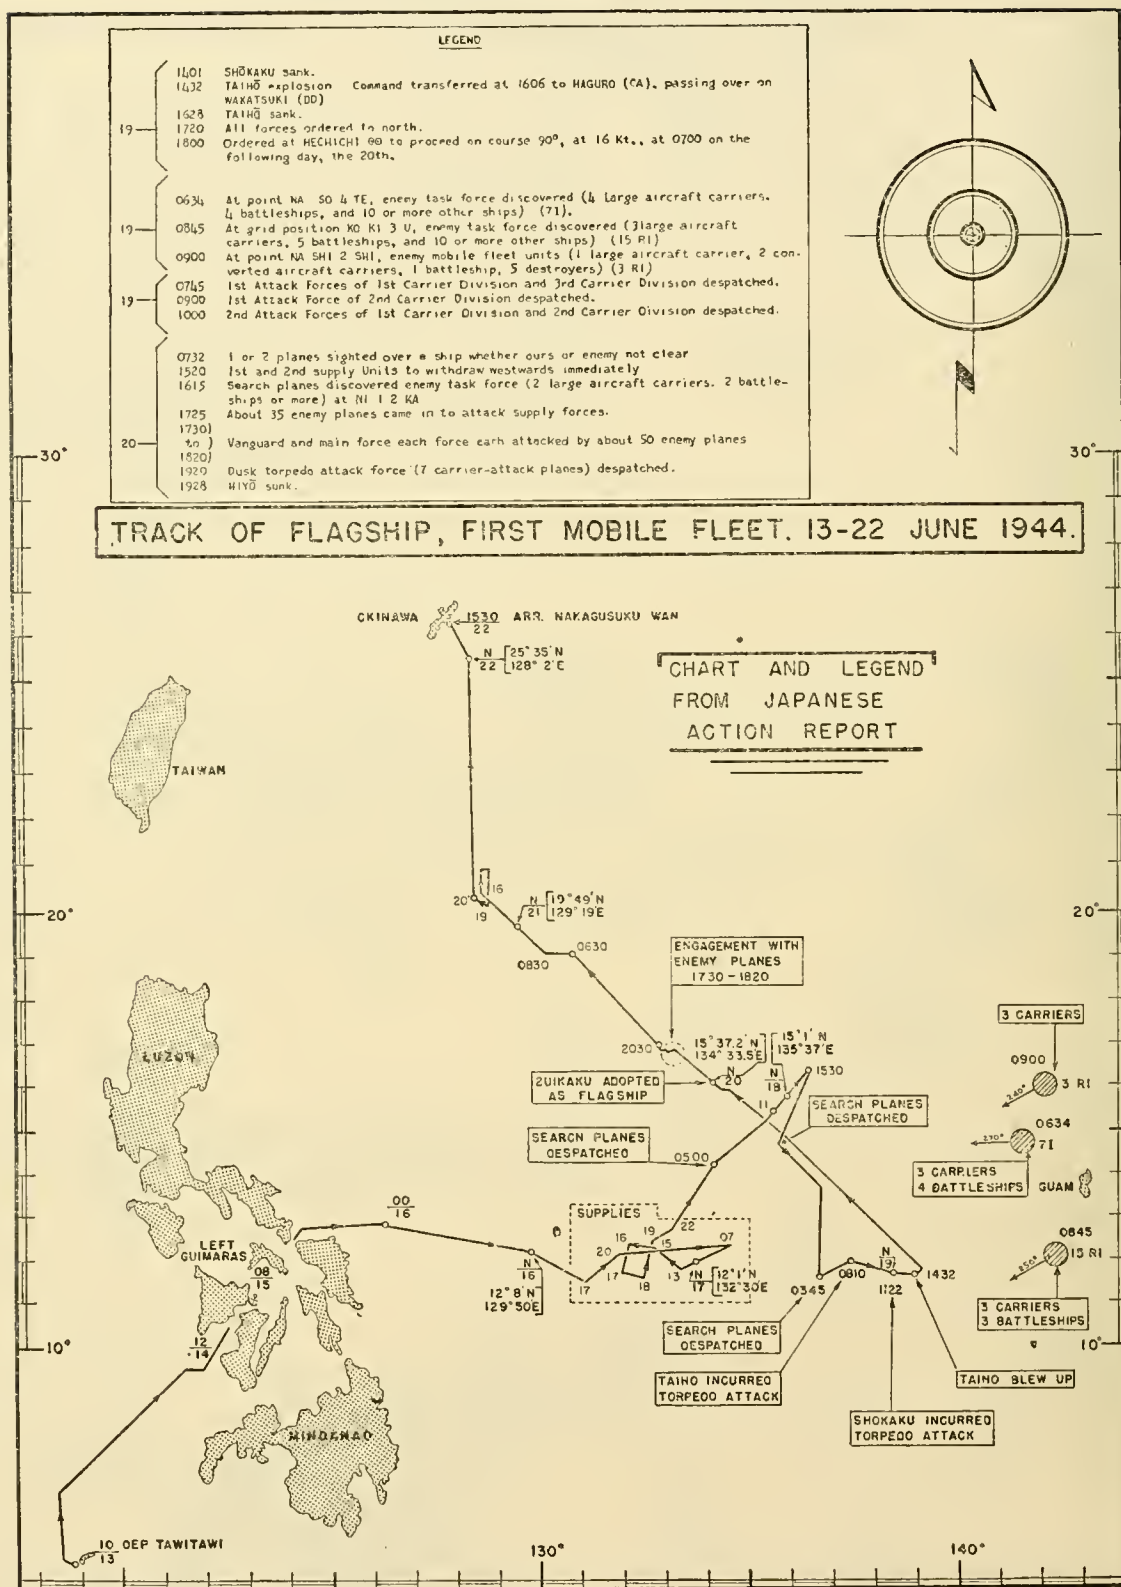 LEGEND
19
1401 SHŌKAKU sank.
1432 TAIHŌ explosion Command transferred at 1606 to HAGURO (CA), passing over on
WAKATSUKI (DD)
1628 TAIHŌ sank.
1720 All forces ordered to north.
1800 Ordered at HECHICHI 00 to proceed on course 90°, at 16 Kt., at 0700 on the
following day, the 20th.
19
0634 At point NA SO 4 TE, enemy task force discovered (4 Large aircraft carriers.
4 battleships, and 10 or more other ships) (71).
0845 At grid position KO KI 3 U, enemy task force discovered (3large aircraft
carriers, 5 battleships, and 10 or more other ships) (15 RI)
0900 At point NA SHI 2 SHI, enemy mobile fleet units (1 large aircraft carrier, 2 con-
verted aircraft carriers, 1 battleship, 5 destroyers) (3 RI)
19
0745 1st Attack Forces of 1st Carrier Division and 3rd Carrier Division despatched.
0900 1st Attack Force of 2nd Carrier Division despatched.
1000 2nd Attack Forces of 1st Carrier Division and 2nd Carrier Division despatched.
20
0732 1 or 2 planes sighted over a ship whether ours or enemy not clear
1520 1st and 2nd supply Units to withdraw westwards immediately
1615 Search planes discovered enemy task force (2 large aircraft carriers. 2 battle-
ships or more) at NI 1 2 KA
1725 About 35 enemy planes came in to attack supply forces.
1730)
to ) Vanguard and main force each force earh attacked by about 50 enemy planes
1820)
1920 Dusk torpedo attack force (7 carrier-attack planes) despatched.
1928 HIYŌ sunk.
30°
30°
TRACK OF FLAGSHIP, FIRST MOBILE FLEET. 13-22 JUNE 1944.
OKINAWA
1530 ARR. NAKAGUSUKU WAN
22
N [25° 35'N
22 [128° 2'E
CHART AND LEGEND
FROM JAPANESE
ACTION REPORT
TAIWAN
16
20
19
N [19° 49'N
21 [129° 19'E
20°
20°
0630
0830
ENGAGEMENT WITH
ENEMY PLANES
1730-1820
3 CARRIERS
2030
15° 37.2' N
134° 33.5'E
15° 1' N
135° 37'E
N
20
N
18
1530
0900
3 RI
240°
LUZON
ZUIKAKU ADOPTED
AS FLAGSHIP
11
SEARCH PLANES
DESPATCHED
0634
71
270°
SEARCH PLANES
DESPATCHED
0500
3 CARRIERS
4 BATTLESHIPS
GUAM
00
16
SUPPLIES
22
19
16
15
07
20
17
18
13
N
17
[12° 1'N
132° 30'E
17
LEFT
GUIMARAS
08
15
N
16
12° 8'N
129° 50'E
0845
15 RI
250°
0345
0810
N
19
1122
1432
12
14
3 CARRIERS
3 BATTLESHIPS
10°
10°
SEARCH PLANES
DESPATCHED
TAIHO INCURRED
TORPEDO ATTACK
TAIHO BLEW UP
SHOKAKU INCURRED
TORPEDO ATTACK
MINDANAO
10 DEP TAWITAWI
13
130°
140°